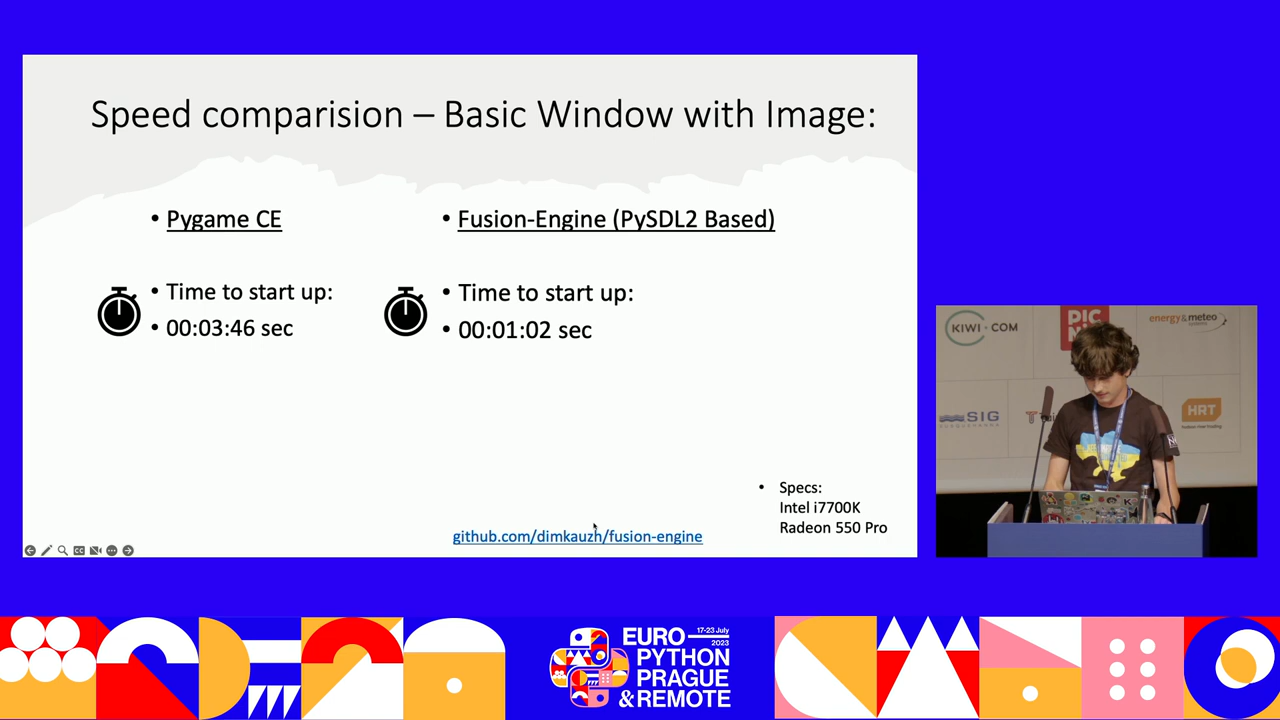 Speed comparision – Basic Window with Image:
• Pygame CE
• Fusion-Engine (PySDL2 Based)
• Time to start up:
• 00:03:46 sec
• Time to start up:
• 00:01:02 sec
• Specs:
Intel i7700K
Radeon 550 Pro
github.com/dimkauzh/fusion-engine
KIWI.COM
PIC
energy & meteo
systems
SIG
HRT
EURO
17-23 July
2023
PYTHON
PRAGUE
& REMOTE